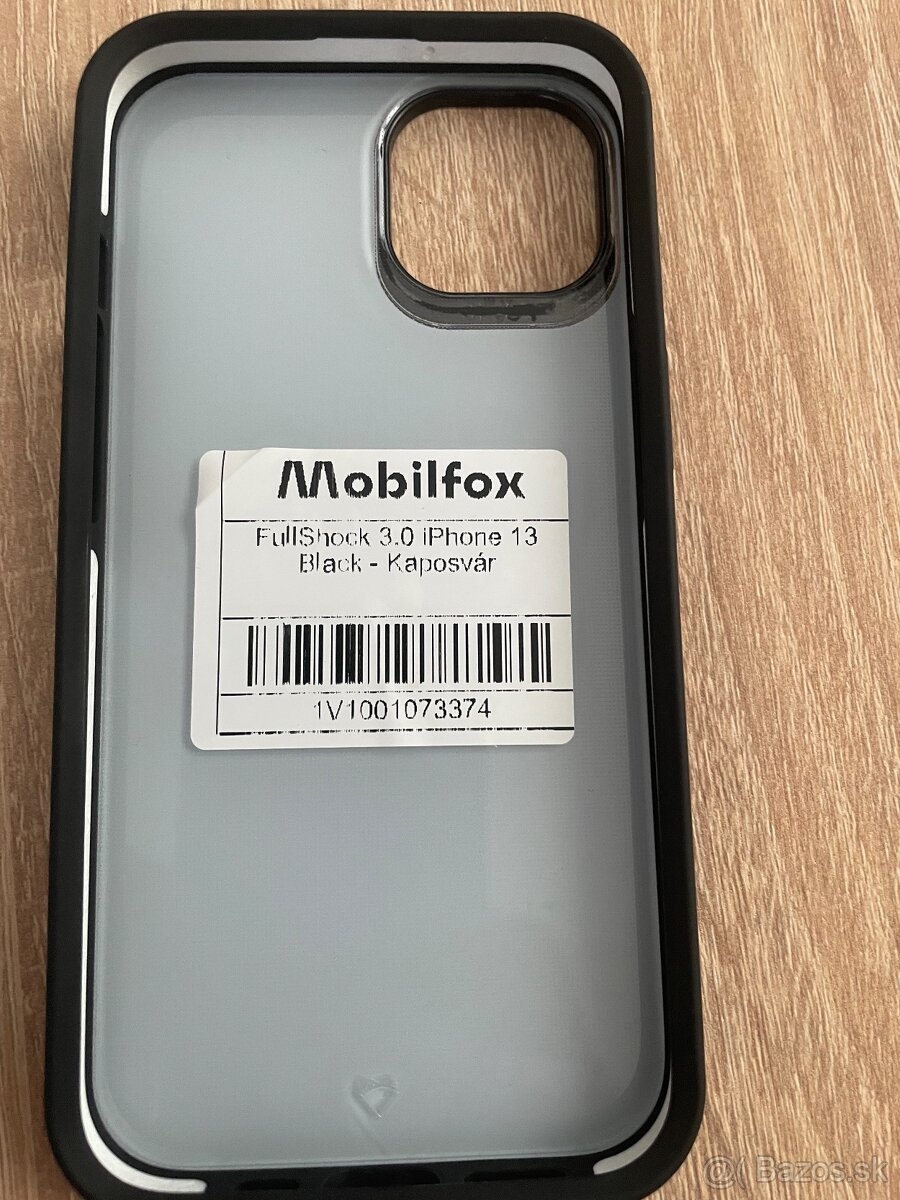 Mobilfox
FullShock 3.0 iPhone 13
Black - Kaposvár
1V1001073374
Bazos.sk